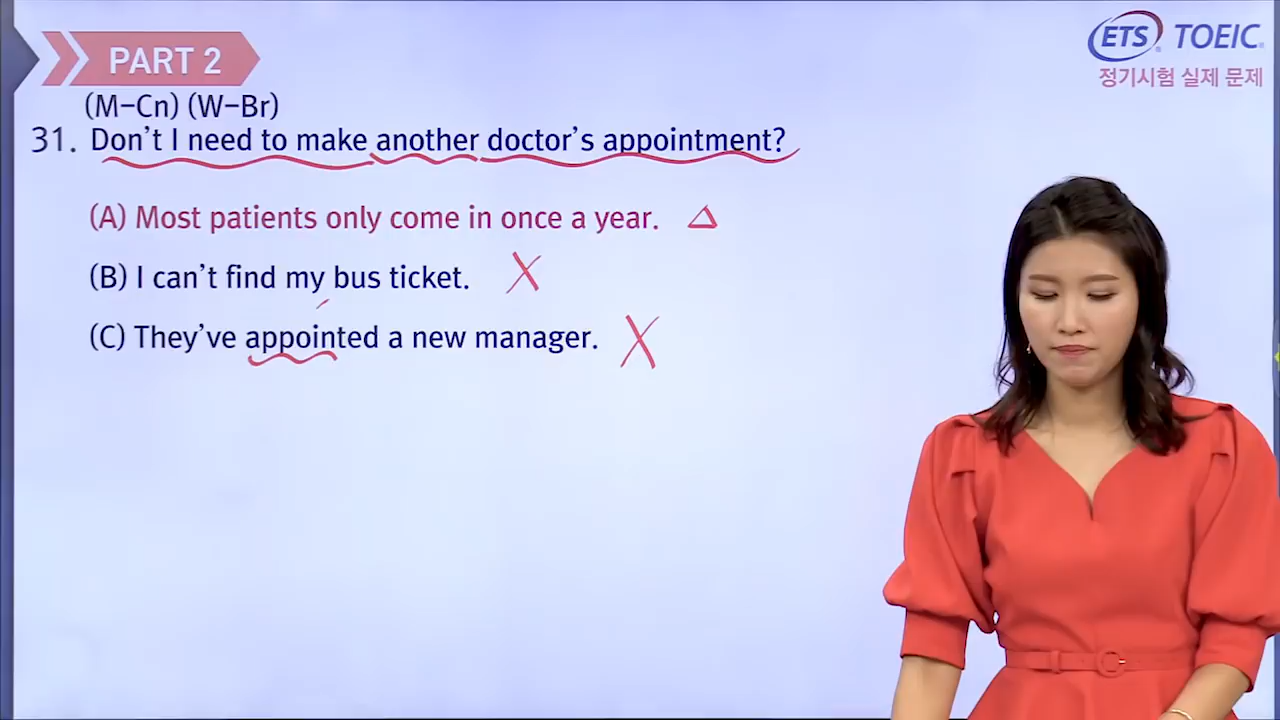 PART 2
ETS TOEIC
정기시험 실제 문제
(M-Cn) (W-Br)
31. Don't I need to make another doctor's appointment?
(A) Most patients only come in once a year. △
(B) I can't find my bus ticket. X
(C) They've appointed a new manager. X